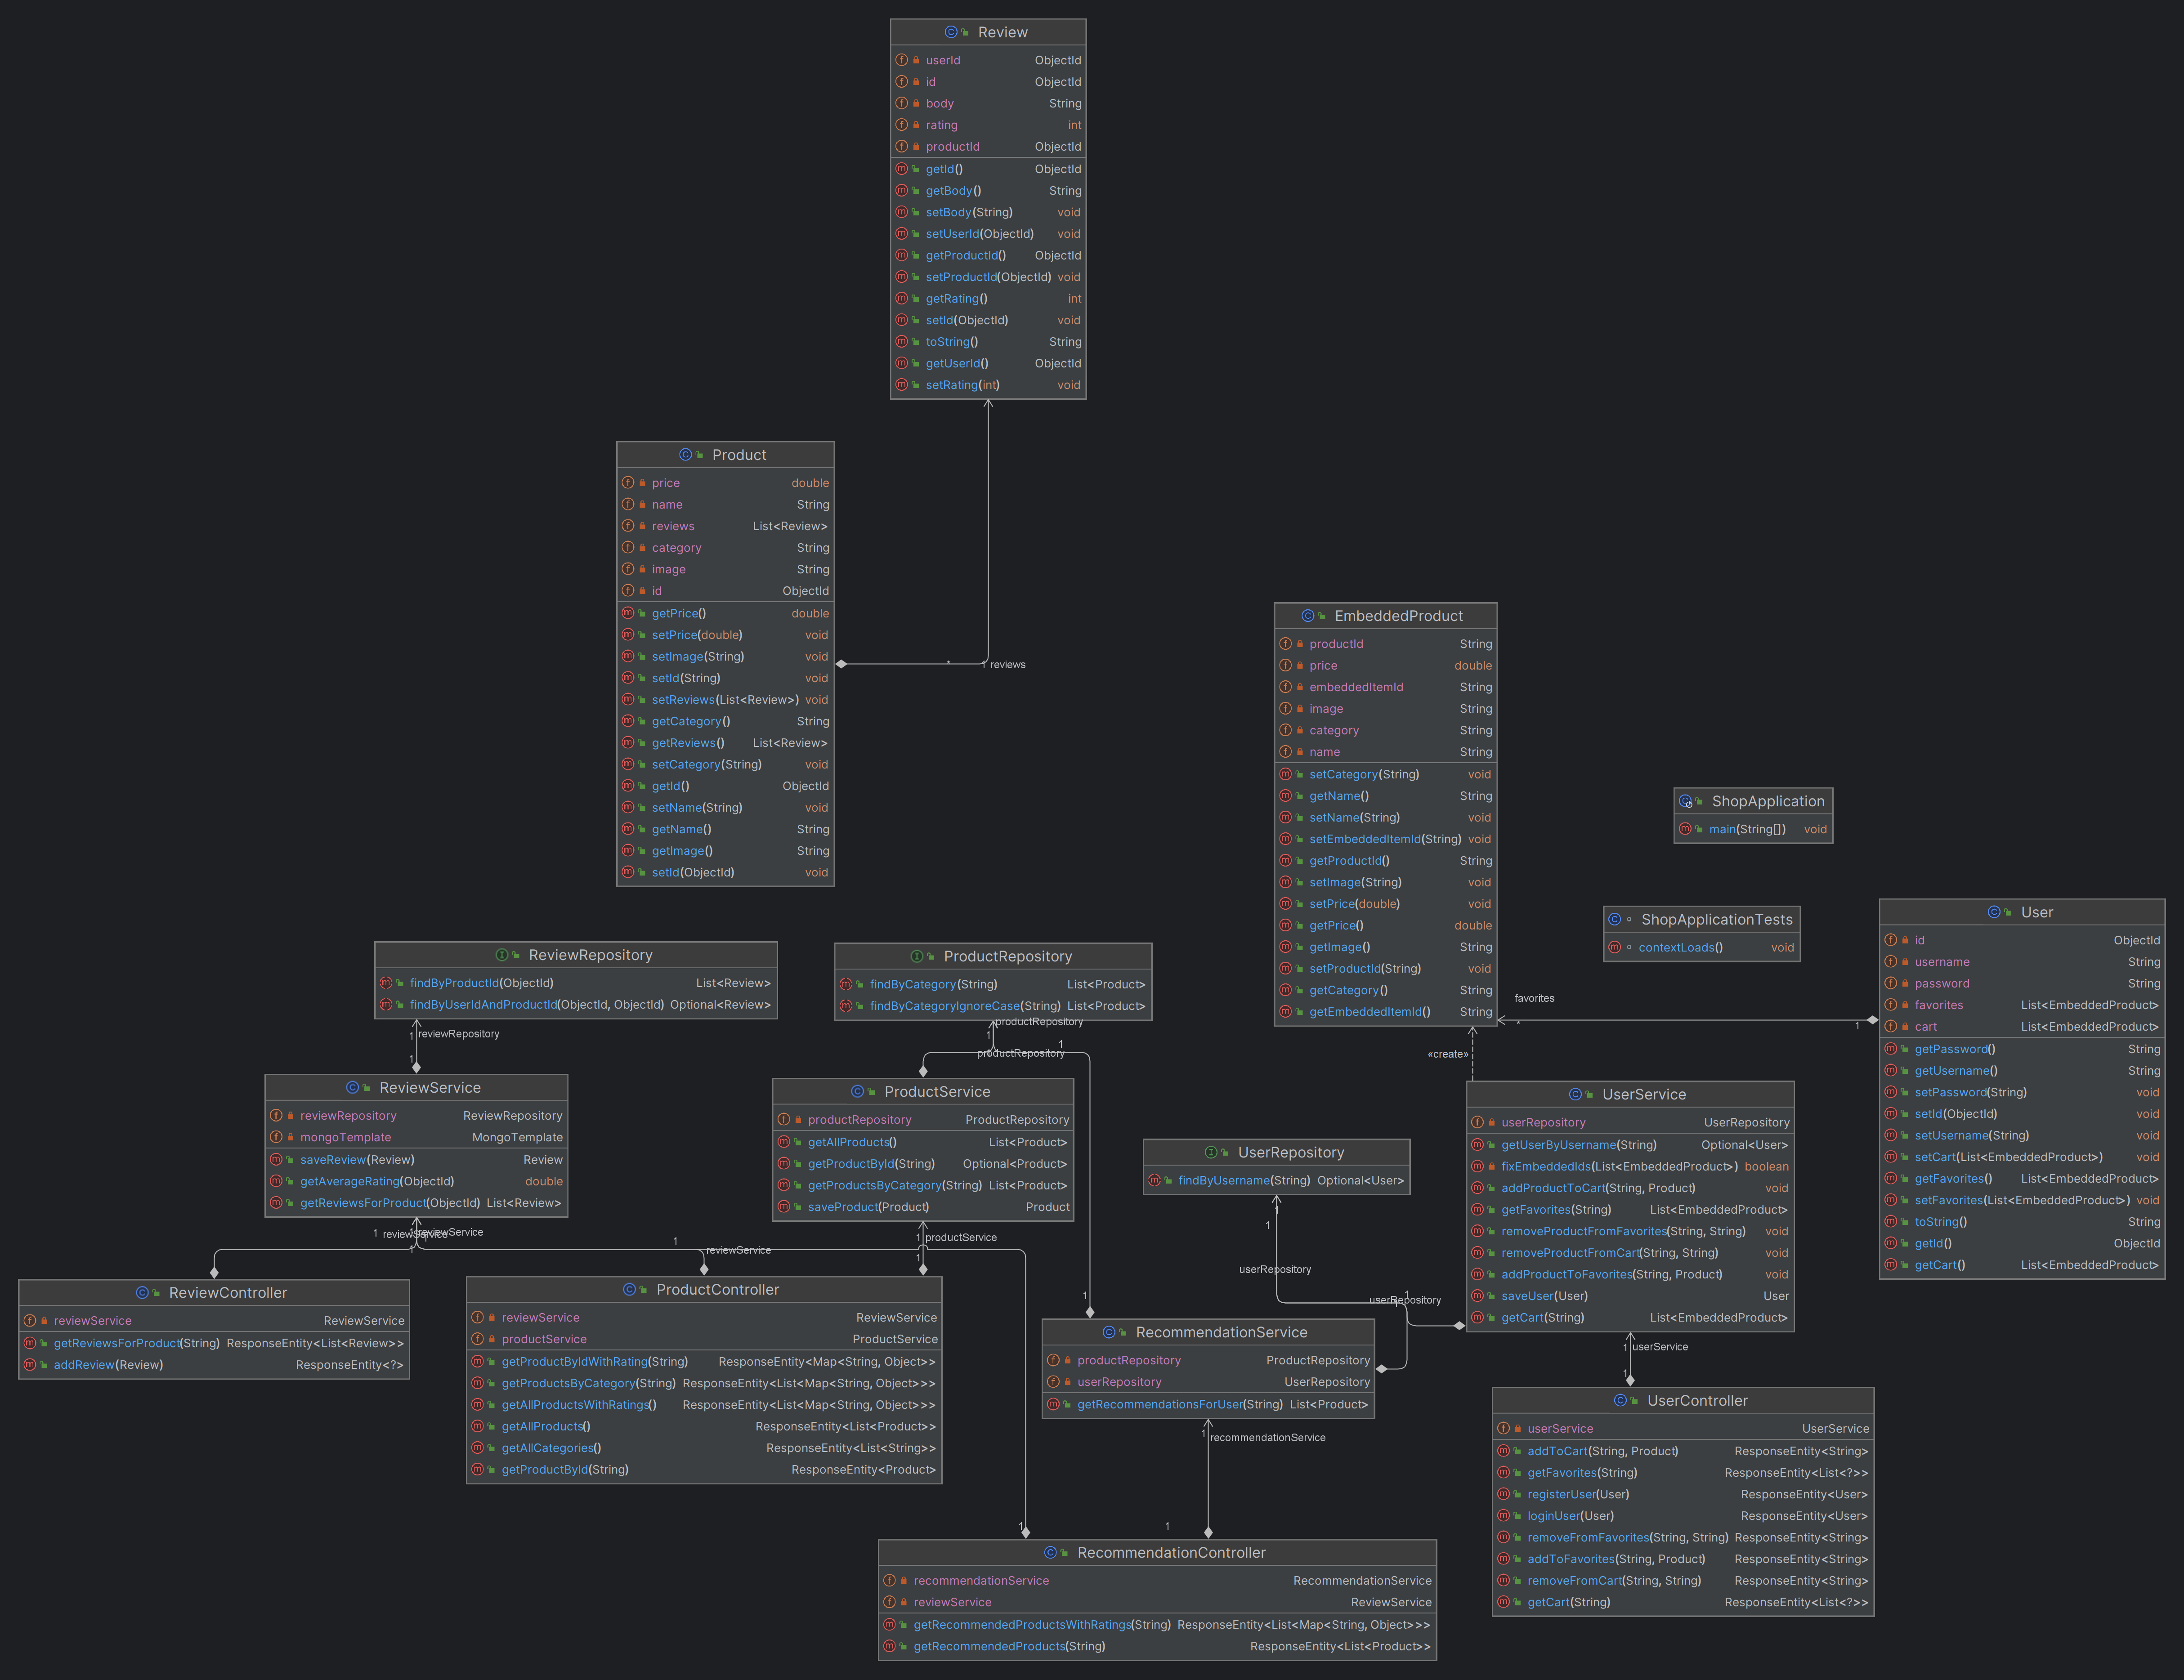 Review
userId ObjectId
id ObjectId
body String
rating int
productId ObjectId
getId() ObjectId
getBody() String
setBody(String) void
setUserId(ObjectId) void
getProductId() ObjectId
setProductId(ObjectId) void
getRating() int
setId(ObjectId) void
toString() String
getUserId() ObjectId
setRating(int) void
Product
price double
name String
reviews List<Review>
category String
image String
id ObjectId
getPrice() double
setPrice(double) void
setImage(String) void
setId(String) void
setReviews(List<Review>) void
getCategory() String
getReviews() List<Review>
setCategory(String) void
getId() ObjectId
setName(String) void
getName() String
getImage() String
setId(ObjectId) void
* 1 reviews
EmbeddedProduct
productId String
price double
embeddedItemId String
image String
category String
name String
setCategory(String) void
getName() String
setName(String) void
setEmbeddedItemId(String) void
getProductId() String
setImage(String) void
setPrice(double) void
getPrice() double
getImage() String
setProductId(String) void
getCategory() String
getEmbeddedItemId() String
ShopApplication
main(String[]) void
ShopApplicationTests
contextLoads() void
User
id ObjectId
username String
password String
favorites List<EmbeddedProduct>
cart List<EmbeddedProduct>
getPassword() String
getUsername() String
setPassword(String) void
setId(ObjectId) void
setUsername(String) void
setCart(List<EmbeddedProduct>) void
getFavorites() List<EmbeddedProduct>
setFavorites(List<EmbeddedProduct>) void
toString() String
getId() ObjectId
getCart() List<EmbeddedProduct>
favorites
* 1
«create»
ReviewRepository
findByProductId(ObjectId) List<Review>
findByUserIdAndProductId(ObjectId, ObjectId) Optional<Review>
1 reviewRepository
1
ProductRepository
findByCategory(String) List<Product>
findByCategoryIgnoreCase(String) List<Product>
productRepository
1
1
productRepository
ReviewService
reviewRepository ReviewRepository
mongoTemplate MongoTemplate
saveReview(Review) Review
getAverageRating(ObjectId) double
getReviewsForProduct(ObjectId) List<Review>
1 reviewService
1 reviewService
1
1
reviewService
ProductService
productRepository ProductRepository
getAllProducts() List<Product>
getProductById(String) Optional<Product>
getProductsByCategory(String) List<Product>
saveProduct(Product) Product
1 productService
1
UserRepository
findByUsername(String) Optional<User>
1
1
userRepository
userRepository
1
1
UserService
userRepository UserRepository
getUserByUsername(String) Optional<User>
fixEmbeddedIds(List<EmbeddedProduct>) boolean
addProductToCart(String, Product) void
getFavorites(String) List<EmbeddedProduct>
removeProductFromFavorites(String, String) void
removeProductFromCart(String, String) void
addProductToFavorites(String, Product) void
saveUser(User) User
getCart(String) List<EmbeddedProduct>
1 userService
1
ReviewController
reviewService ReviewService
getReviewsForProduct(String) ResponseEntity<List<Review>>
addReview(Review) ResponseEntity<?>
ProductController
reviewService ReviewService
productService ProductService
getProductByIdWithRating(String) ResponseEntity<Map<String, Object>>
getProductsByCategory(String) ResponseEntity<List<Map<String, Object>>>
getAllProductsWithRatings() ResponseEntity<List<Map<String, Object>>>
getAllProducts() ResponseEntity<List<Product>>
getAllCategories() ResponseEntity<List<String>>
getProductById(String) ResponseEntity<Product>
1
RecommendationService
productRepository ProductRepository
userRepository UserRepository
getRecommendationsForUser(String) List<Product>
1 recommendationService
1
1
UserController
userService UserService
addToCart(String, Product) ResponseEntity<String>
getFavorites(String) ResponseEntity<List<?>>
registerUser(User) ResponseEntity<User>
loginUser(User) ResponseEntity<User>
removeFromFavorites(String, String) ResponseEntity<String>
addToFavorites(String, Product) ResponseEntity<String>
removeFromCart(String, String) ResponseEntity<String>
getCart(String) ResponseEntity<List<?>>
RecommendationController
recommendationService RecommendationService
reviewService ReviewService
getRecommendedProductsWithRatings(String) ResponseEntity<List<Map<String, Object>>>
getRecommendedProducts(String) ResponseEntity<List<Product>>